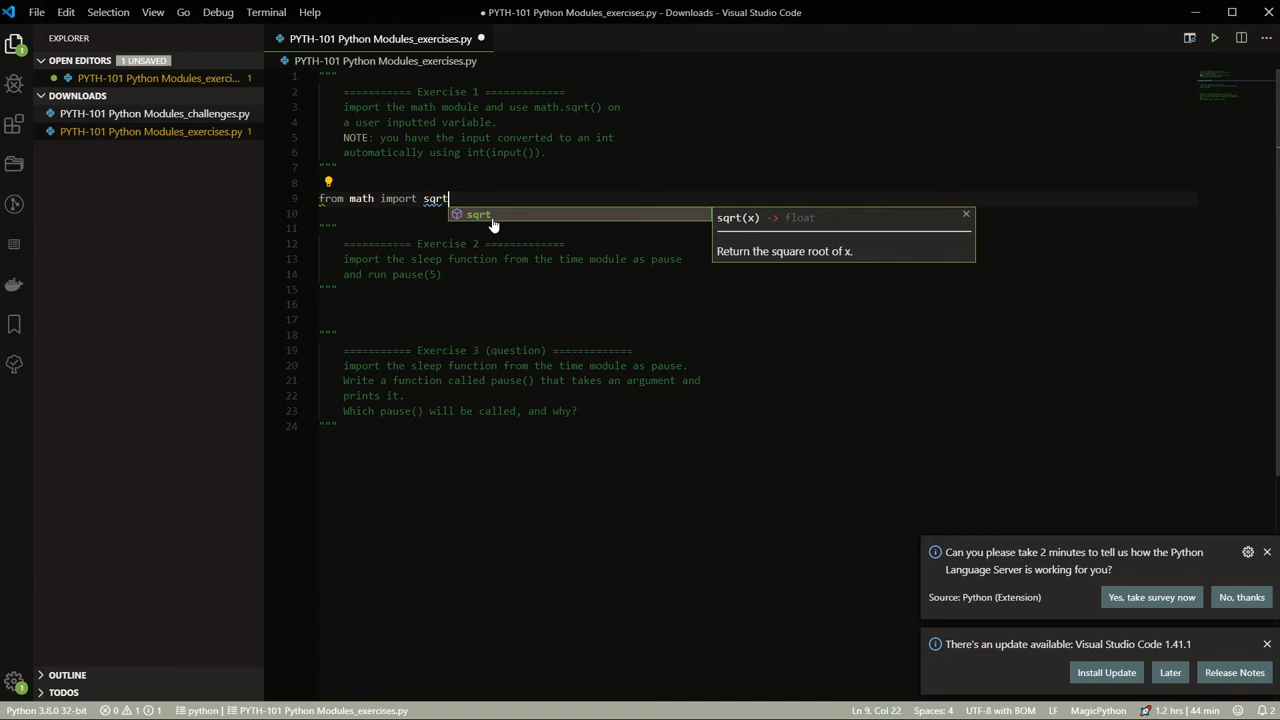 File Edit Selection View Go Debug Terminal Help
● PYTH-101 Python Modules_exercises.py - Downloads - Visual Studio Code
EXPLORER
OPEN EDITORS 1 UNSAVED
PYTH-101 Python Modules_exerci... 1
DOWNLOADS
PYTH-101 Python Modules_challenges.py
PYTH-101 Python Modules_exercises.py 1
OUTLINE
TODOS
PYTH-101 Python Modules_exercises.py
PYTH-101 Python Modules_exercises.py
1 """
2 =========== Exercise 1 =============
3 import the math module and use math.sqrt() on
4 a user inputted variable.
5 NOTE: you have the input converted to an int
6 automatically using int(input()).
7 """
8
9 from math import sqrt
sqrt
sqrt(x) -> float
Return the square root of x.
10
11 """
12 =========== Exercise 2 =============
13 import the sleep function from the time module as pause
14 and run pause(5)
15 """
16
17
18 """
19 =========== Exercise 3 (question) =============
20 import the sleep function from the time module as pause.
21 Write a function called pause() that takes an argument and
22 prints it.
23 Which pause() will be called, and why?
24 """
Can you please take 2 minutes to tell us how the Python
Language Server is working for you?
Source: Python (Extension) Yes, take survey now No, thanks
There's an update available: Visual Studio Code 1.41.1
Install Update Later Release Notes
Python 3.8.0 32-bit 0 1 1 python | PYTH-101 Python Modules_exercises.py Ln 9, Col 22 Spaces: 4 UTF-8 with BOM LF MagicPython 1.2 hrs | 44 min 2